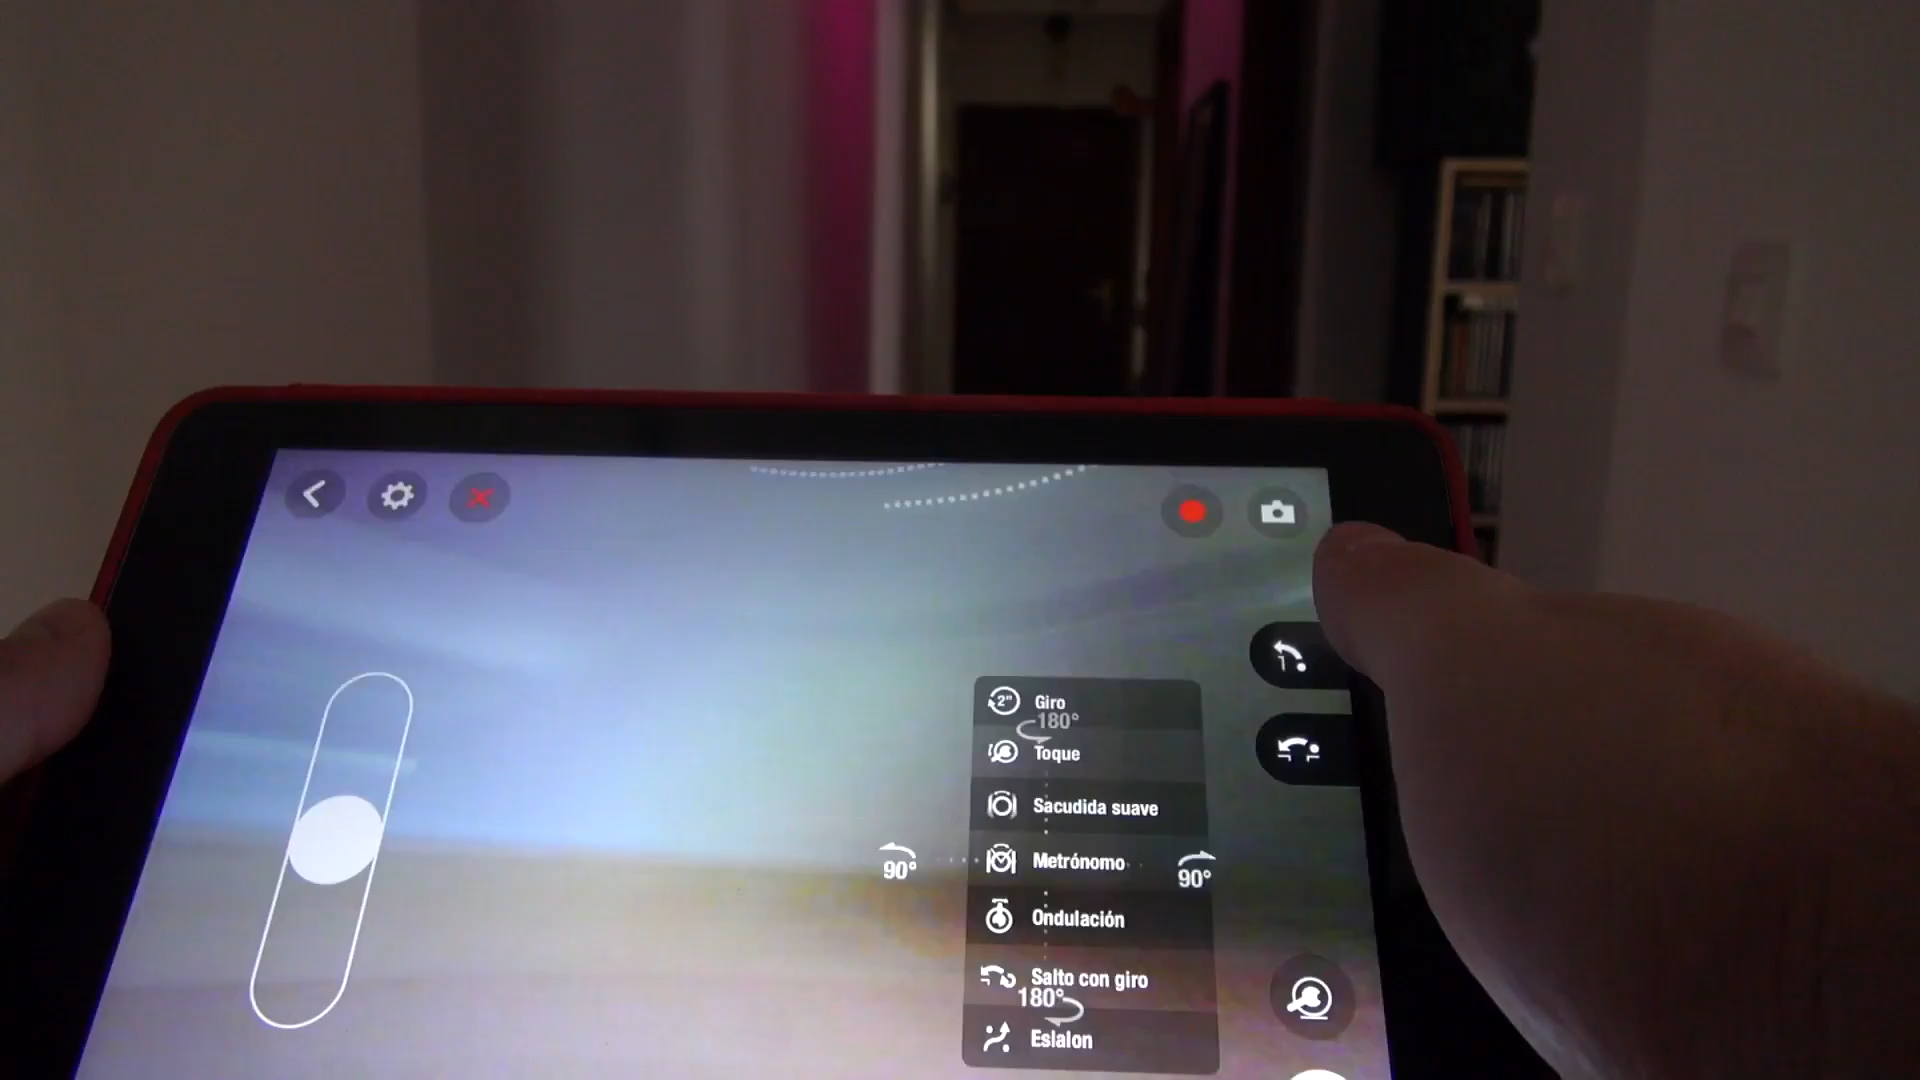 2"
Giro
180°
Toque
Sacudida suave
90°
Metrónomo
90°
Ondulación
Salto con giro
180°
Eslalon